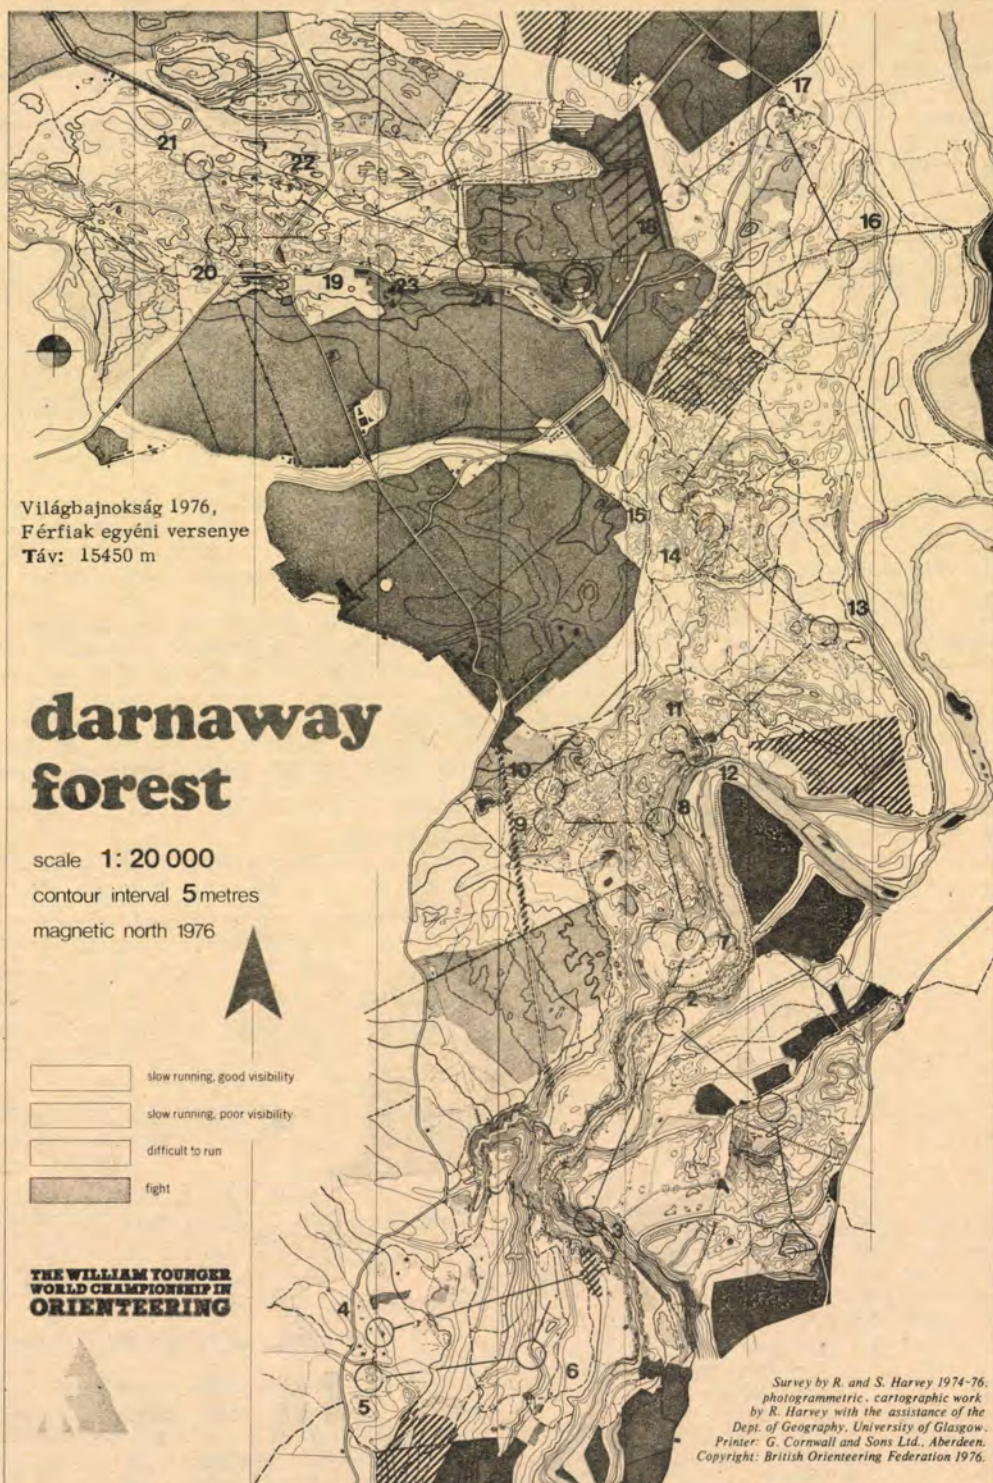 17
21
22
16
18
20
19
23
24
Világbajnokság 1976,
Férfiak egyéni versenye
Táv: 15450 m
15
14
13
darnaway
forest
11
10
12
8
9
scale 1: 20 000
contour interval 5 metres
magnetic north 1976
7
2
slow running, good visibility
slow running, poor visibility
difficult to run
fight
3
THE WILLIAM YOUNGER
WORLD CHAMPIONSHIP IN
ORIENTEERING
4
6
5
Survey by R. and S. Harvey 1974-76,
photogrammetric, cartographic work
by R. Harvey with the assistance of the
Dept. of Geography, University of Glasgow.
Printer: G. Cornwall and Sons Ltd., Aberdeen.
Copyright: British Orienteering Federation 1976.